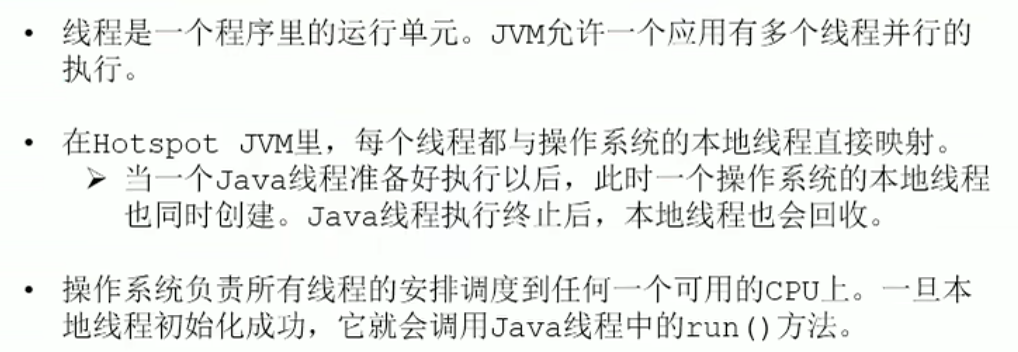 • 线程是一个程序里的运行单元。JVM允许一个应用有多个线程并行的
执行。
• 在Hotspot JVM里，每个线程都与操作系统的本地线程直接映射。
➢ 当一个Java线程准备好执行以后，此时一个操作系统的本地线程
也同时创建。Java线程执行终止后，本地线程也会回收。
• 操作系统负责所有线程的安排调度到任何一个可用的CPU上。一旦本
地线程初始化成功，它就会调用Java线程中的run()方法。